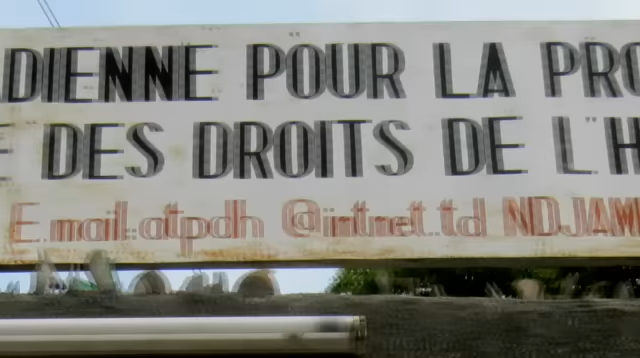 DIENNE POUR LA PRO
E DES DROITS DE L'H
E.mail:atpdh @intnet.td NDJAM